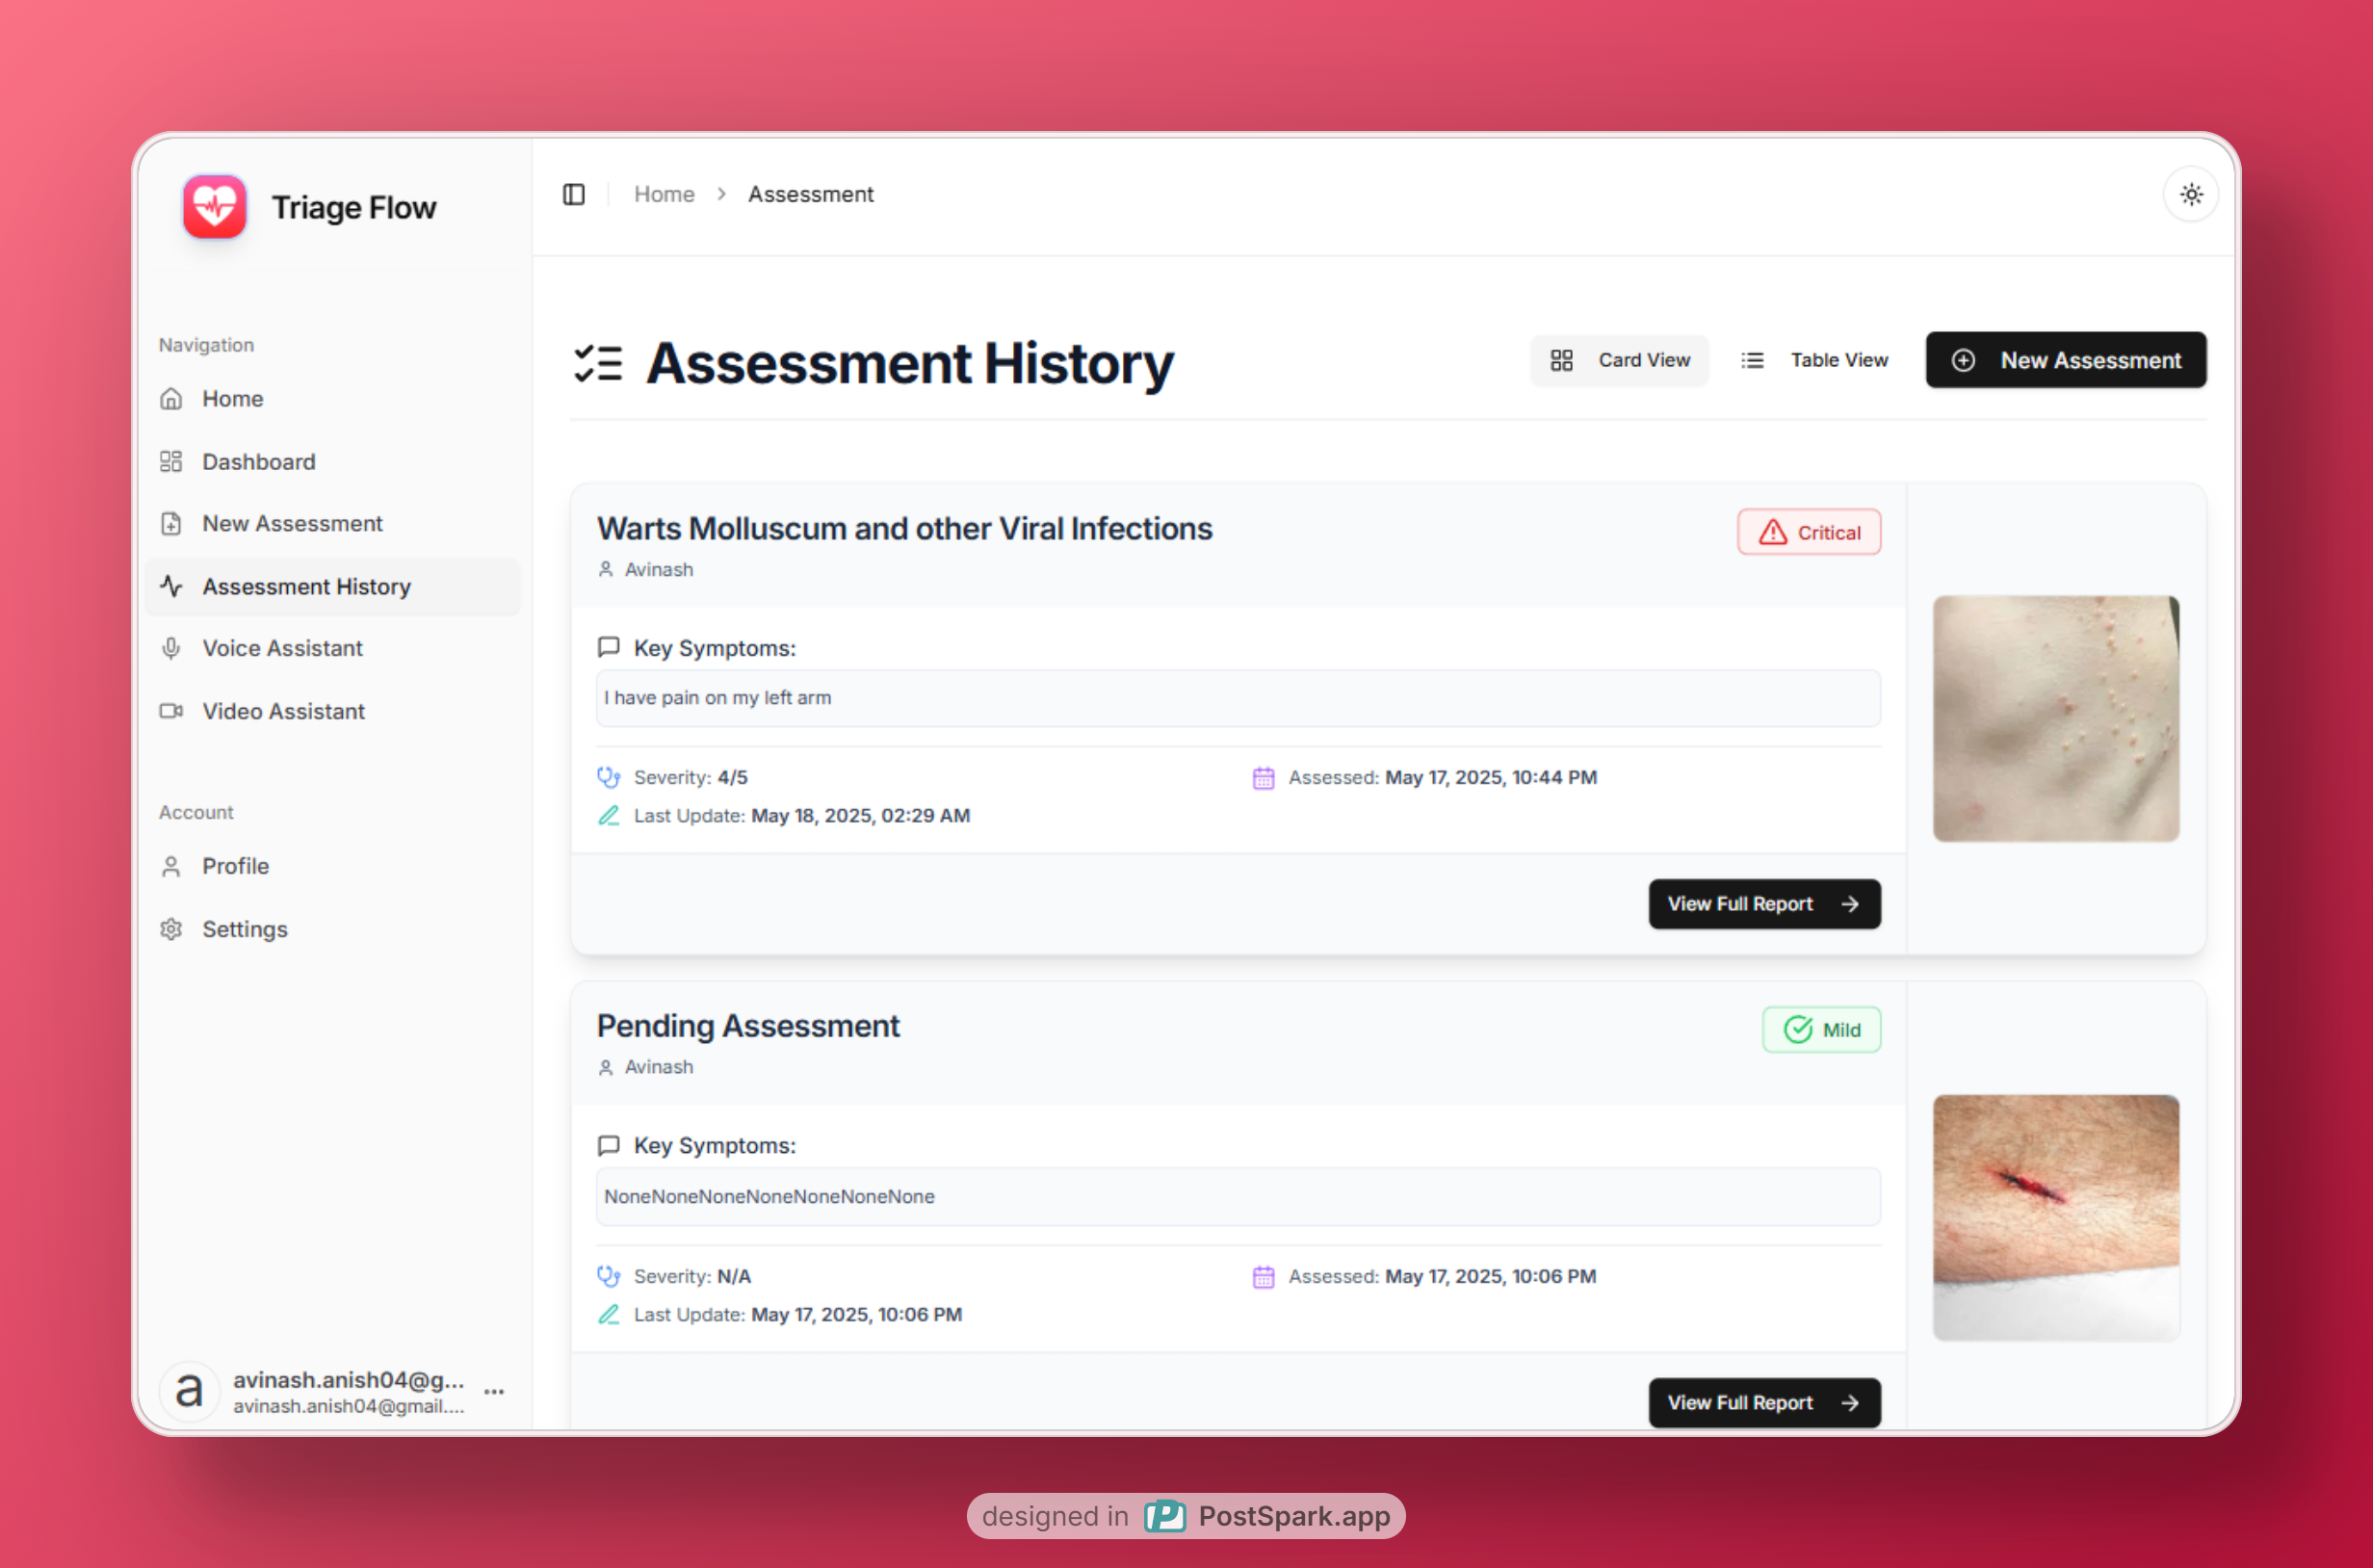 Triage Flow
Navigation
Home
Dashboard
New Assessment
Assessment History
Voice Assistant
Video Assistant
Account
Profile
Settings
a
avinash.anish04@g...
avinash.anish04@gmail....
Home > Assessment
Assessment History
Card View
Table View
New Assessment
Warts Molluscum and other Viral Infections
Critical
Avinash
Key Symptoms:
I have pain on my left arm
Severity: 4/5
Assessed: May 17, 2025, 10:44 PM
Last Update: May 18, 2025, 02:29 AM
View Full Report
Pending Assessment
Mild
Avinash
Key Symptoms:
NoneNoneNoneNoneNoneNoneNone
Severity: N/A
Assessed: May 17, 2025, 10:06 PM
Last Update: May 17, 2025, 10:06 PM
View Full Report
designed in P PostSpark.app